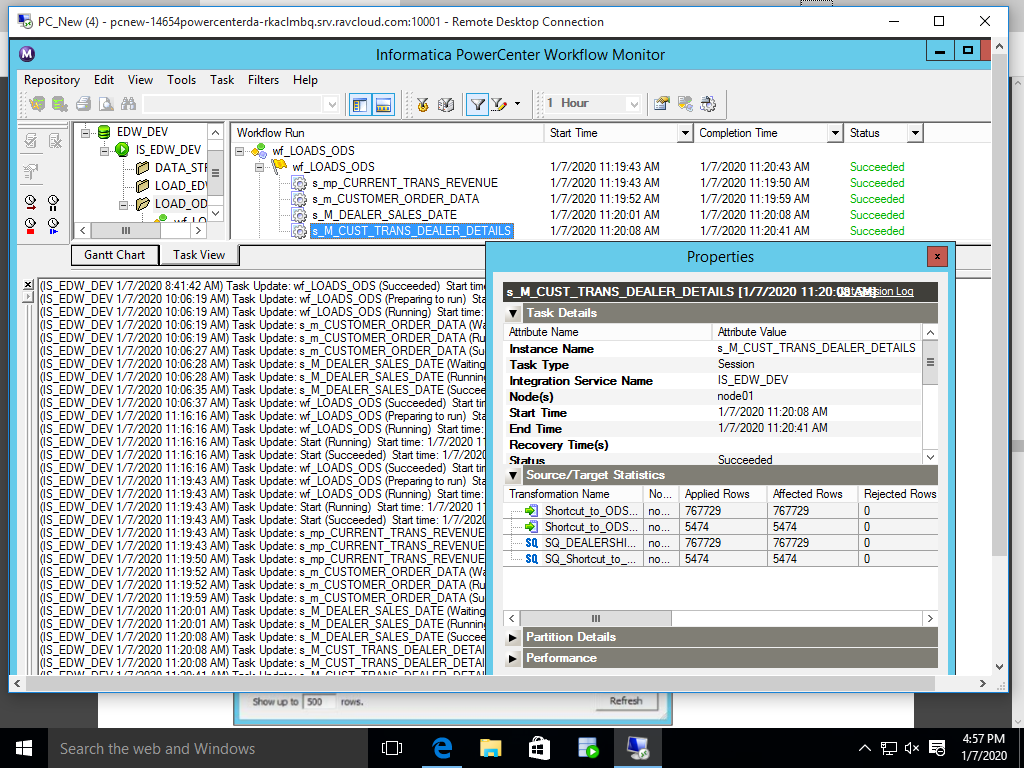 PC_New (4) - pcnew-14654powercenterda-rkaclmbq.srv.ravcloud.com:10001 - Remote Desktop Connection
Informatica PowerCenter Workflow Monitor
Repository Edit View Tools Task Filters Help
1 Hour
EDW_DEV
IS_EDW_DEV
DATA_STR
LOAD_EDW
LOAD_OD
wf_LO
Workflow Run Start Time Completion Time Status
wf_LOADS_ODS
wf_LOADS_ODS 1/7/2020 11:19:43 AM 1/7/2020 11:20:43 AM Succeeded
s_mp_CURRENT_TRANS_REVENUE 1/7/2020 11:19:43 AM 1/7/2020 11:19:50 AM Succeeded
s_m_CUSTOMER_ORDER_DATA 1/7/2020 11:19:52 AM 1/7/2020 11:19:59 AM Succeeded
s_M_DEALER_SALES_DATE 1/7/2020 11:20:01 AM 1/7/2020 11:20:08 AM Succeeded
s_M_CUST_TRANS_DEALER_DETAILS 1/7/2020 11:20:08 AM 1/7/2020 11:20:41 AM Succeeded
Gantt Chart Task View
(IS_EDW_DEV 1/7/2020 8:41:42 AM) Task Update: wf_LOADS_ODS (Succeeded) Start time
(IS_EDW_DEV 1/7/2020 10:06:19 AM) Task Update: wf_LOADS_ODS (Preparing to run) Sta
(IS_EDW_DEV 1/7/2020 10:06:19 AM) Task Update: wf_LOADS_ODS (Running) Start time:
(IS_EDW_DEV 1/7/2020 10:06:19 AM) Task Update: s_m_CUSTOMER_ORDER_DATA (Wa
(IS_EDW_DEV 1/7/2020 10:06:19 AM) Task Update: s_m_CUSTOMER_ORDER_DATA (Ru
(IS_EDW_DEV 1/7/2020 10:06:27 AM) Task Update: s_m_CUSTOMER_ORDER_DATA (Su
(IS_EDW_DEV 1/7/2020 10:06:28 AM) Task Update: s_M_DEALER_SALES_DATE (Waiting
(IS_EDW_DEV 1/7/2020 10:06:28 AM) Task Update: s_M_DEALER_SALES_DATE (Running
(IS_EDW_DEV 1/7/2020 10:06:35 AM) Task Update: s_M_DEALER_SALES_DATE (Succee
(IS_EDW_DEV 1/7/2020 10:06:37 AM) Task Update: wf_LOADS_ODS (Succeeded) Start tim
(IS_EDW_DEV 1/7/2020 11:16:16 AM) Task Update: wf_LOADS_ODS (Preparing to run) Sta
(IS_EDW_DEV 1/7/2020 11:16:16 AM) Task Update: wf_LOADS_ODS (Running) Start time:
(IS_EDW_DEV 1/7/2020 11:16:16 AM) Task Update: Start (Running) Start time: 1/7/2020 11
(IS_EDW_DEV 1/7/2020 11:16:16 AM) Task Update: Start (Succeeded) Start time: 1/7/2020
(IS_EDW_DEV 1/7/2020 11:16:16 AM) Task Update: wf_LOADS_ODS (Succeeded) Start tim
(IS_EDW_DEV 1/7/2020 11:19:43 AM) Task Update: wf_LOADS_ODS (Preparing to run) Sta
(IS_EDW_DEV 1/7/2020 11:19:43 AM) Task Update: wf_LOADS_ODS (Running) Start time:
(IS_EDW_DEV 1/7/2020 11:19:43 AM) Task Update: Start (Running) Start time: 1/7/2020 11
(IS_EDW_DEV 1/7/2020 11:19:43 AM) Task Update: Start (Succeeded) Start time: 1/7/2020
(IS_EDW_DEV 1/7/2020 11:19:43 AM) Task Update: s_mp_CURRENT_TRANS_REVENUE
(IS_EDW_DEV 1/7/2020 11:19:43 AM) Task Update: s_mp_CURRENT_TRANS_REVENUE
(IS_EDW_DEV 1/7/2020 11:19:50 AM) Task Update: s_mp_CURRENT_TRANS_REVENUE
(IS_EDW_DEV 1/7/2020 11:19:52 AM) Task Update: s_m_CUSTOMER_ORDER_DATA (Wa
(IS_EDW_DEV 1/7/2020 11:19:52 AM) Task Update: s_m_CUSTOMER_ORDER_DATA (Ru
(IS_EDW_DEV 1/7/2020 11:19:59 AM) Task Update: s_m_CUSTOMER_ORDER_DATA (Su
(IS_EDW_DEV 1/7/2020 11:20:01 AM) Task Update: s_M_DEALER_SALES_DATE (Waiting
(IS_EDW_DEV 1/7/2020 11:20:01 AM) Task Update: s_M_DEALER_SALES_DATE (Running
(IS_EDW_DEV 1/7/2020 11:20:08 AM) Task Update: s_M_DEALER_SALES_DATE (Succee
(IS_EDW_DEV 1/7/2020 11:20:08 AM) Task Update: s_M_CUST_TRANS_DEALER_DETAI
(IS_EDW_DEV 1/7/2020 11:20:08 AM) Task Update: s_M_CUST_TRANS_DEALER_DETAI
(IS_EDW_DEV 1/7/2020 11:20:41 AM) Task Update: s_M_CUST_TRANS_DEALER_DETAI
Properties
s_M_CUST_TRANS_DEALER_DETAILS [1/7/2020 11:20:08 AM] Get Session Log
Task Details
Attribute Name Attribute Value
Instance Name s_M_CUST_TRANS_DEALER_DETAILS
Task Type Session
Integration Service Name IS_EDW_DEV
Node(s) node01
Start Time 1/7/2020 11:20:08 AM
End Time 1/7/2020 11:20:41 AM
Recovery Time(s)
Status Succeeded
Source/Target Statistics
Transformation Name No... Applied Rows Affected Rows Rejected Rows
Shortcut_to_ODS... no... 767729 767729 0
Shortcut_to_ODS... no... 5474 5474 0
SQ SQ_DEALERSHI... no... 767729 767729 0
SQ SQ_Shortcut_to_... no... 5474 5474 0
Partition Details
Performance
Show up to 500 rows. Refresh
Search the web and Windows
4:57 PM
1/7/2020